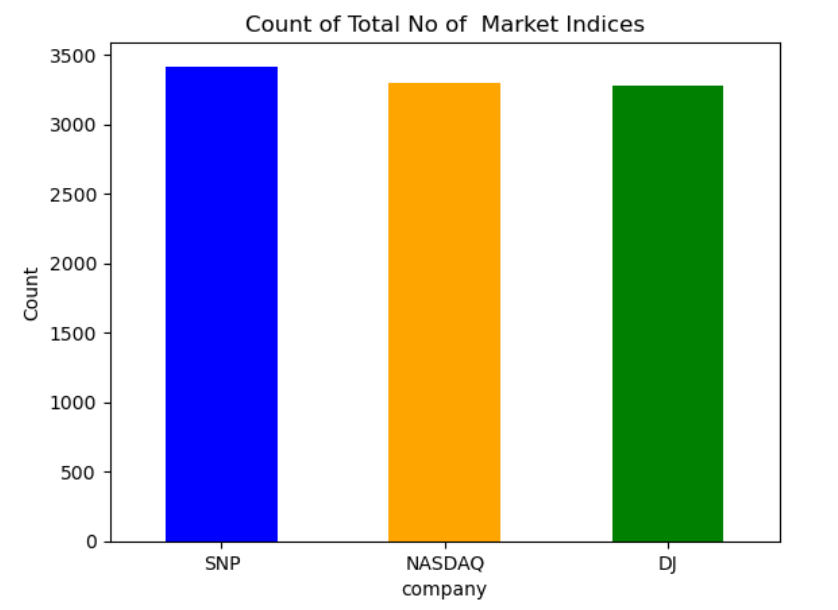 Count of Total No of  Market Indices
3500
3000
2500
2000
1500
1000
500
0
Count
SNP
NASDAQ
DJ
company